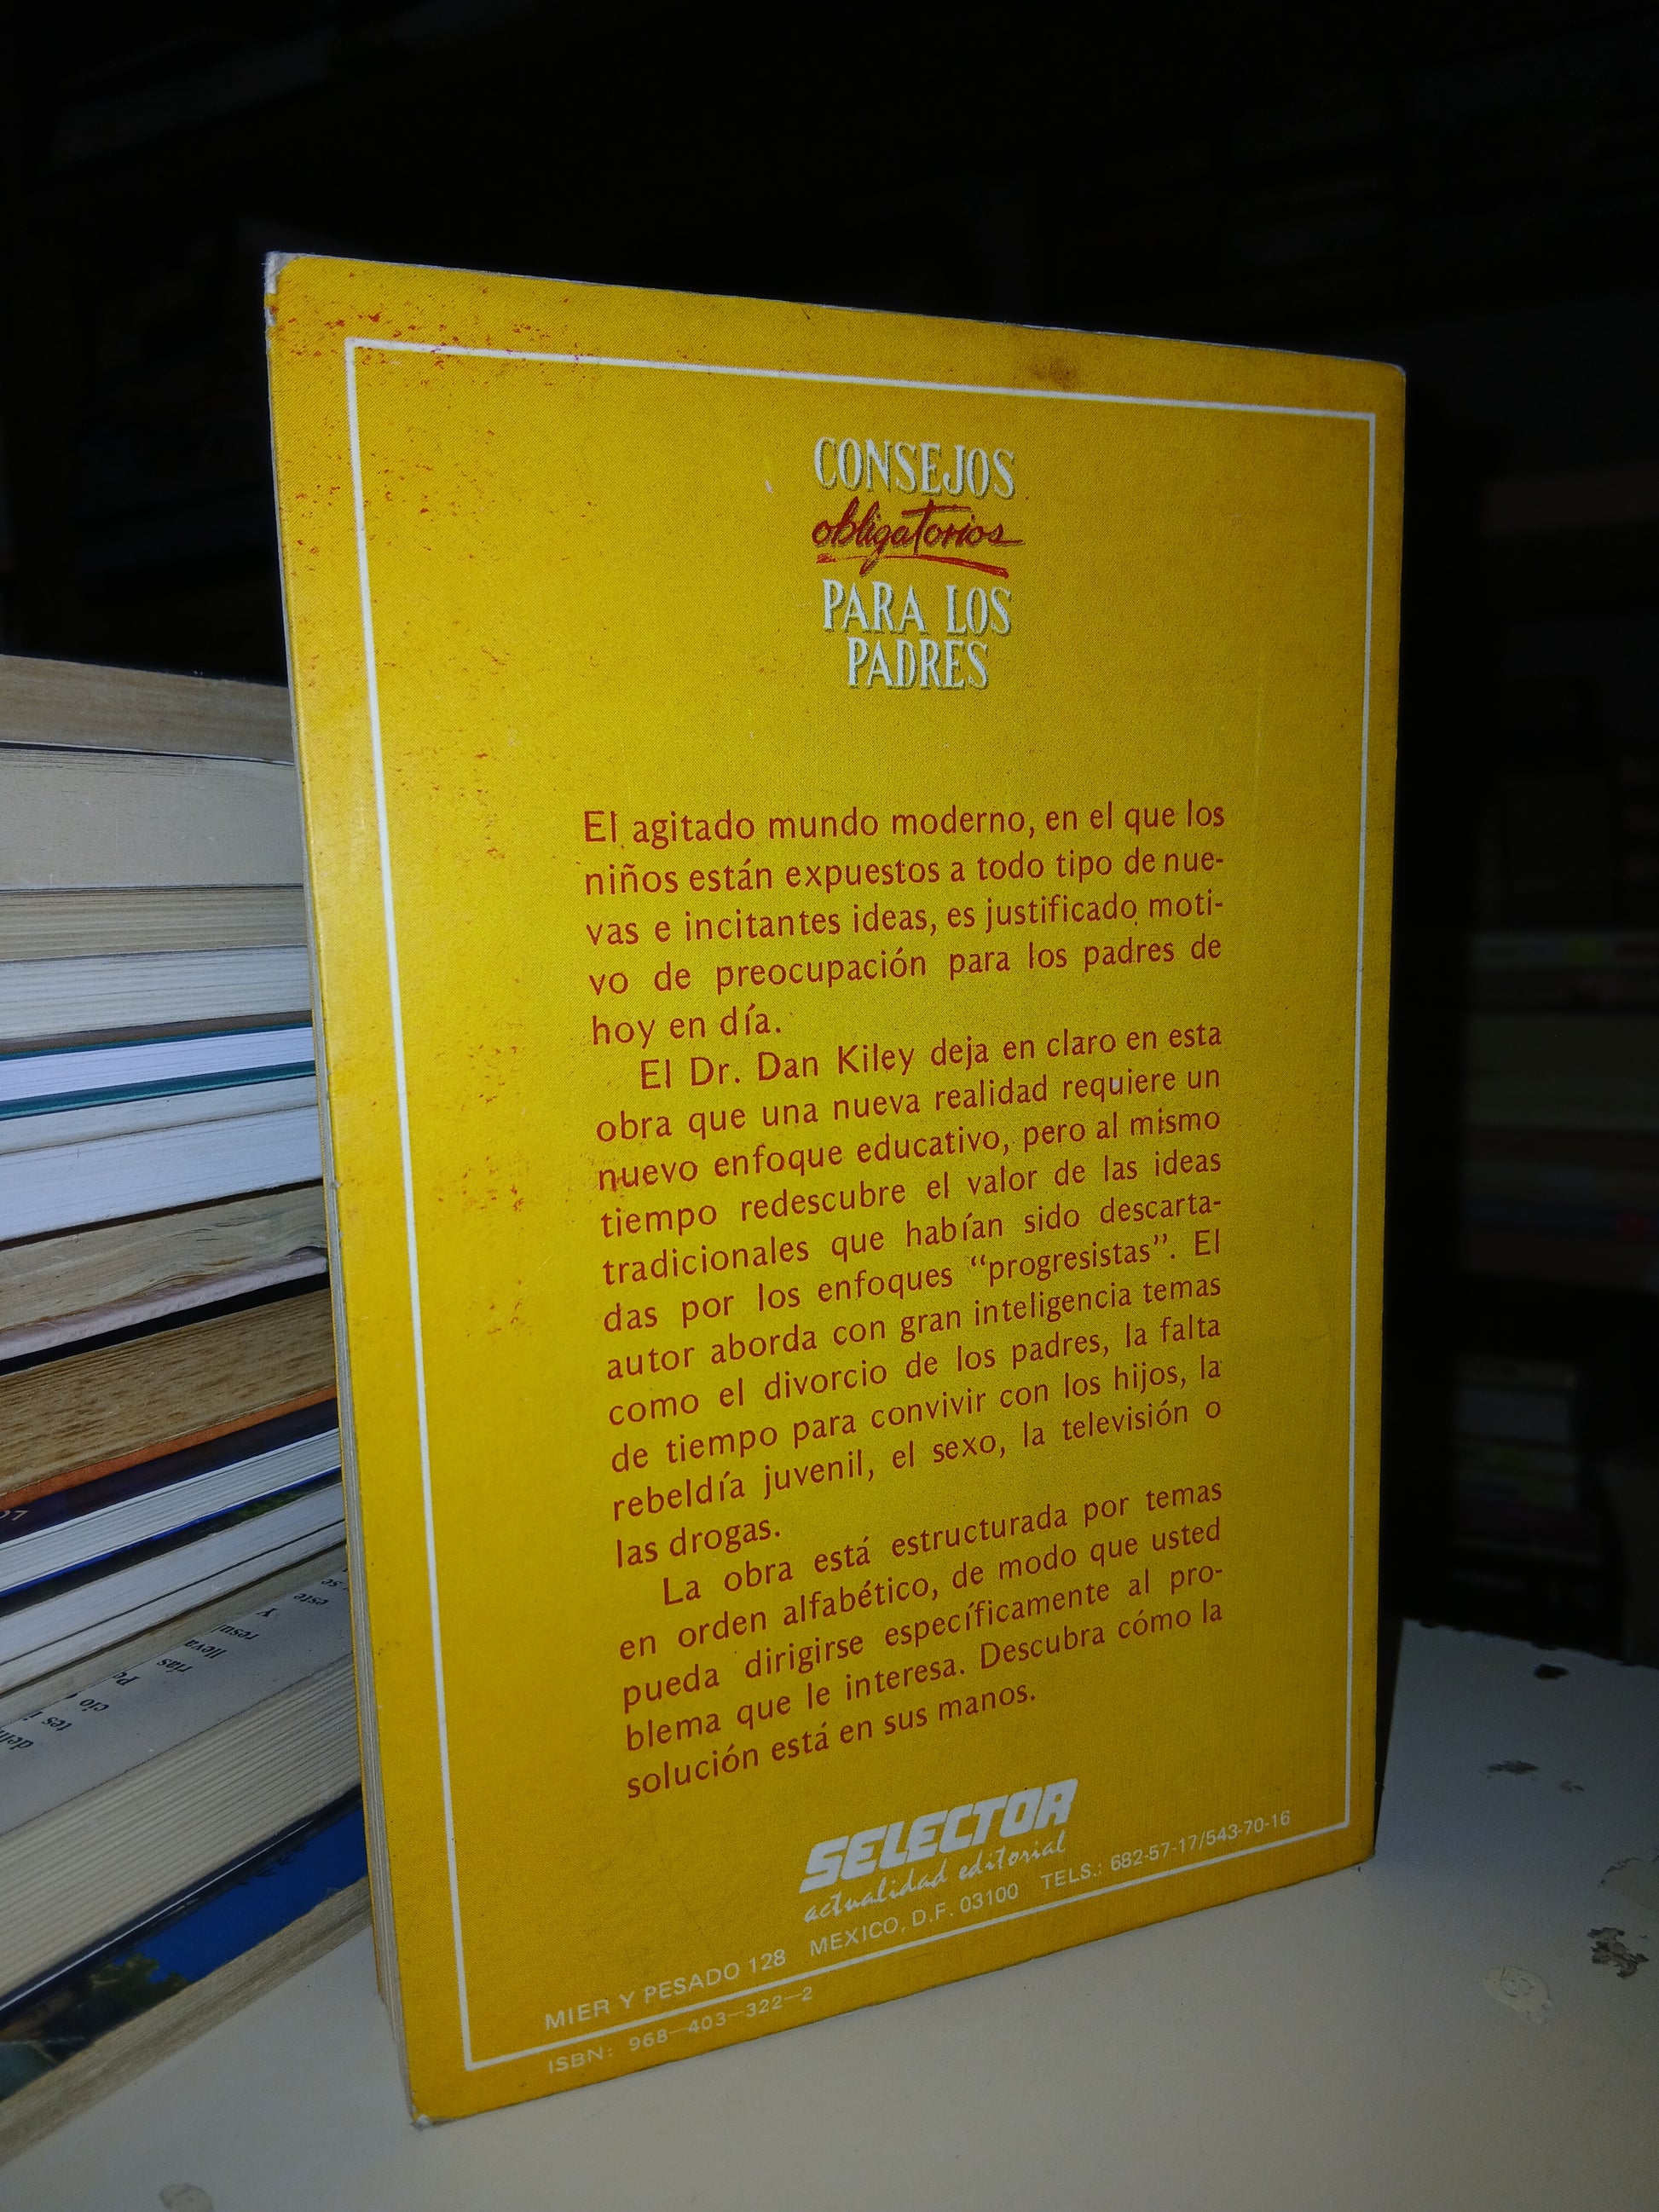 CONSEJOS
obligatorios
PARA LOS
PADRES
El agitado mundo moderno, en el que los
niños están expuestos a todo tipo de nue-
vas e incitantes ideas, es justificado moti-
vo de preocupación para los padres de
hoy en día.
El Dr. Dan Kiley deja en claro en esta
obra que una nueva realidad requiere un
nuevo enfoque educativo, pero al mismo
tiempo redescubre el valor de las ideas
tradicionales que habían sido descarta-
das por los enfoques “progresistas”. El
autor aborda con gran inteligencia temas
como el divorcio de los padres, la falta
de tiempo para convivir con los hijos, la
rebeldía juvenil, el sexo, la televisión o
las drogas.
La obra está estructurada por temas
en orden alfabético, de modo que usted
pueda dirigirse específicamente al pro-
blema que le interesa. Descubra cómo la
solución está en sus manos.
SELECTOR
actualidad editorial
MIER Y PESADO 128 MEXICO, D.F. 03100 TELS.: 682-57-17/543-70-16
ISBN: 968-403-322-2